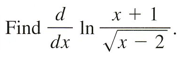 Find d/dx ln (x + 1)/√(x − 2).